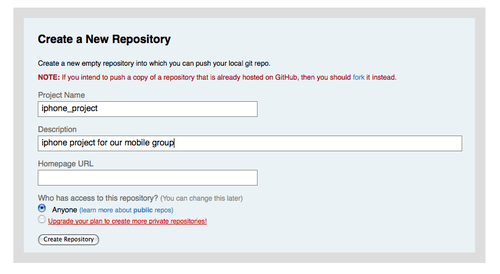 Create a New Repository
Create a new empty repository into which you can push your local git repo.
NOTE: If you intend to push a copy of a repository that is already hosted on GitHub, then you should fork it instead.
Project Name
iphone_project
Description
iphone project for our mobile group
Homepage URL
Who has access to this repository? (You can change this later)
Anyone (learn more about public repos)
Upgrade your plan to create more private repositories!
Create Repository